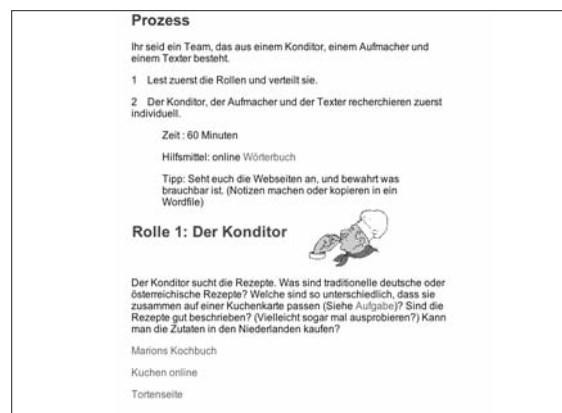 Prozess
Ihr seid ein Team, das aus einem Konditor, einem Aufmacher und
einem Texter besteht.
1 Lest zuerst die Rollen und verteilt sie.
2 Der Konditor, der Aufmacher und der Texter recherchieren zuerst
individuell.
Zeit : 60 Minuten
Hilfsmittel: online Wörterbuch
Tipp: Seht euch die Webseiten an, und bewahrt was
brauchbar ist. (Notizen machen oder kopieren in ein
Wordfile)
Rolle 1: Der Konditor
Der Konditor sucht die Rezepte. Was sind traditionelle deutsche oder
österreichische Rezepte? Welche sind so unterschiedlich, dass sie
zusammen auf einer Kuchenkarte passen (Siehe Aufgabe)? Sind die
Rezepte gut beschrieben? (Vielleicht sogar mal ausprobieren?) Kann
man die Zutaten in den Niederlanden kaufen?
Marions Kochbuch
Kuchen online
Tortenseite